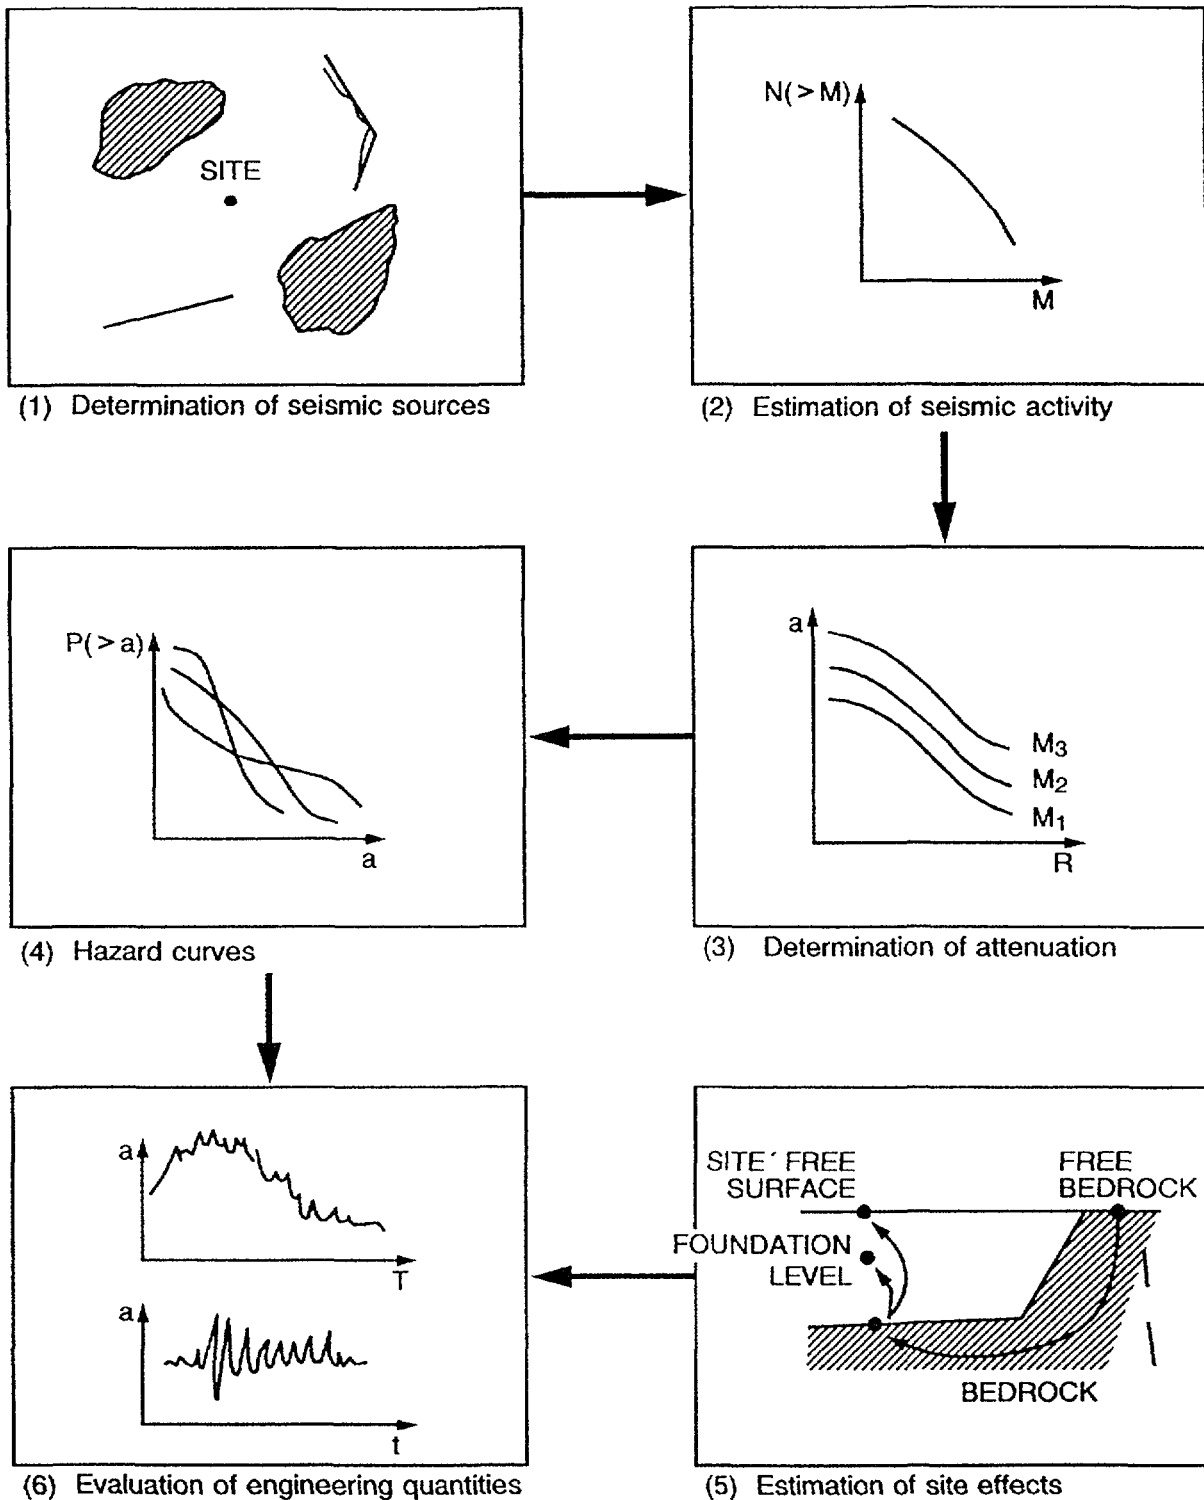 SITE
(1) Determination of seismic sources
N(>M)
M
(2) Estimation of seismic activity
P(>a)
a
(4) Hazard curves
a
M3
M2
M1
R
(3) Determination of attenuation
a
T
a
t
(6) Evaluation of engineering quantities
SITE´ FREE
SURFACE
FREE
BEDROCK
FOUNDATION
LEVEL
BEDROCK
(5) Estimation of site effects